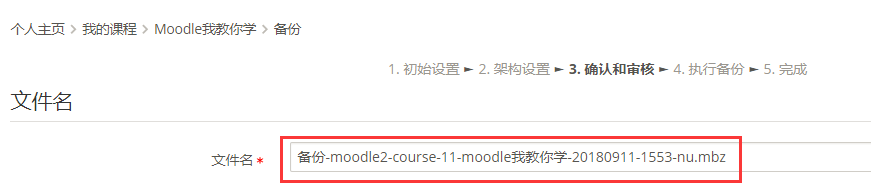 个人主页 > 我的课程 > Moodle我教你学 > 备份
1. 初始设置 ► 2. 架构设置 ► 3. 确认和审核 ► 4. 执行备份 ► 5. 完成
文件名
文件名* 备份-moodle2-course-11-moodle我教你学-20180911-1553-nu.mbz